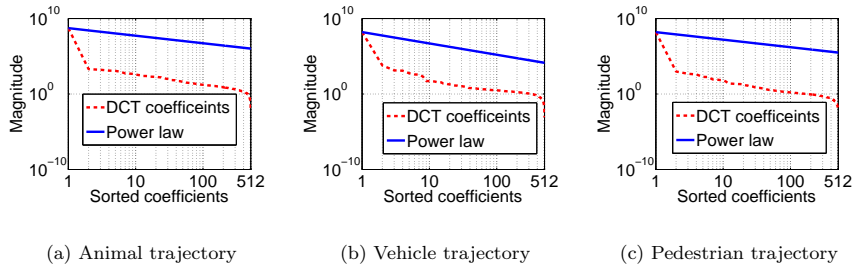 10^10
10^0
10^-10
Magnitude
DCT coefficeints
Power law
1
10
100
512
Sorted coefficients
(a) Animal trajectory
10^10
10^0
10^-10
Magnitude
DCT coefficeints
Power law
1
10
100
512
Sorted coefficients
(b) Vehicle trajectory
10^10
10^0
10^-10
Magnitude
DCT coefficeints
Power law
1
10
100
512
Sorted coefficients
(c) Pedestrian trajectory